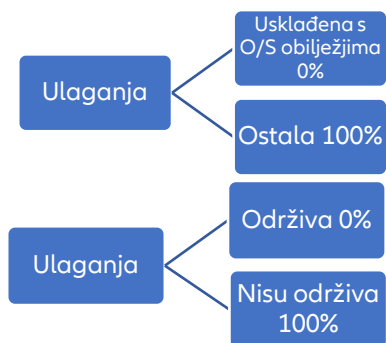 Usklađena s
O/S obilježjima
0%
Ulaganja
Ostala 100%
Održiva 0%
Ulaganja
Nisu održiva
100%